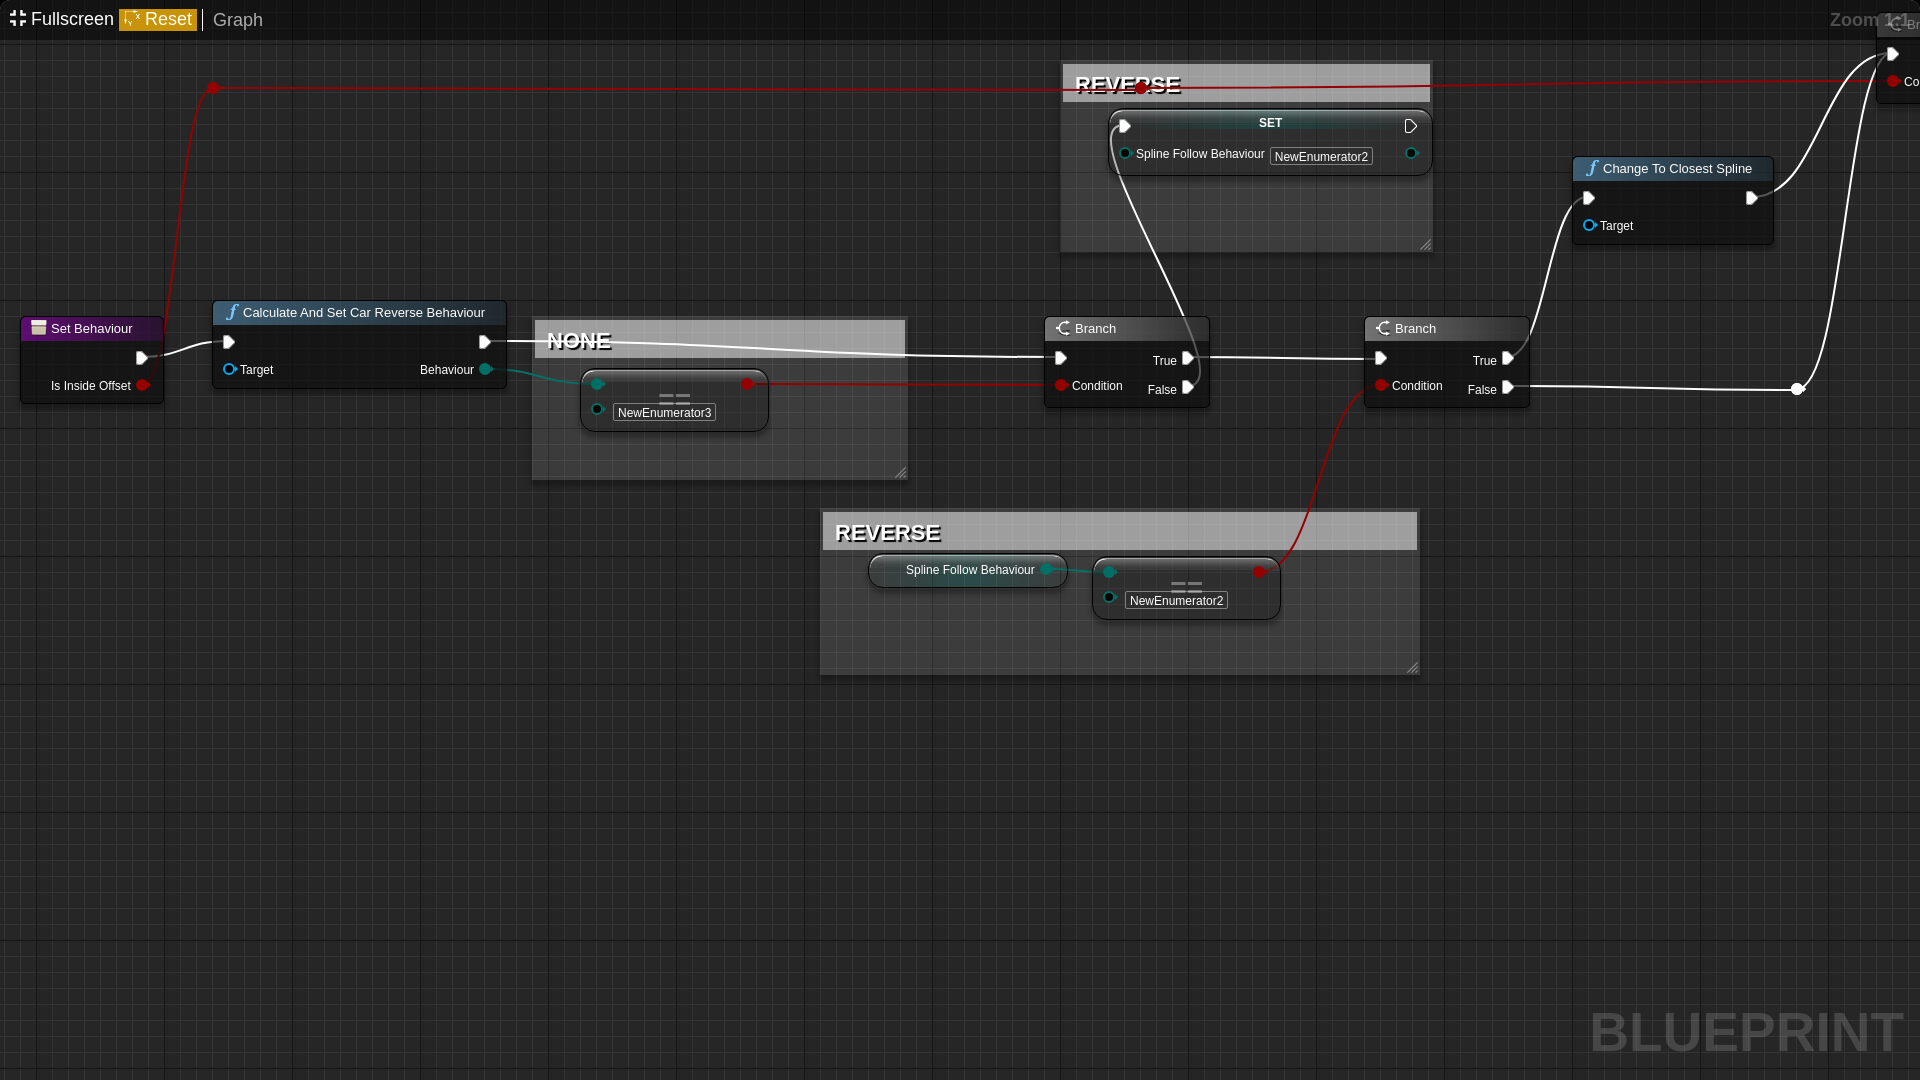 Fullscreen Reset Graph
Zoom 1:1
REVERSE
SET
Spline Follow Behaviour NewEnumerator2
Change To Closest Spline
Target
Set Behaviour
Is Inside Offset
Calculate And Set Car Reverse Behaviour
Target Behaviour
NONE
==
NewEnumerator3
Branch
True
Condition
False
Branch
True
Condition
False
REVERSE
Spline Follow Behaviour
==
NewEnumerator2
BLUEPRINT